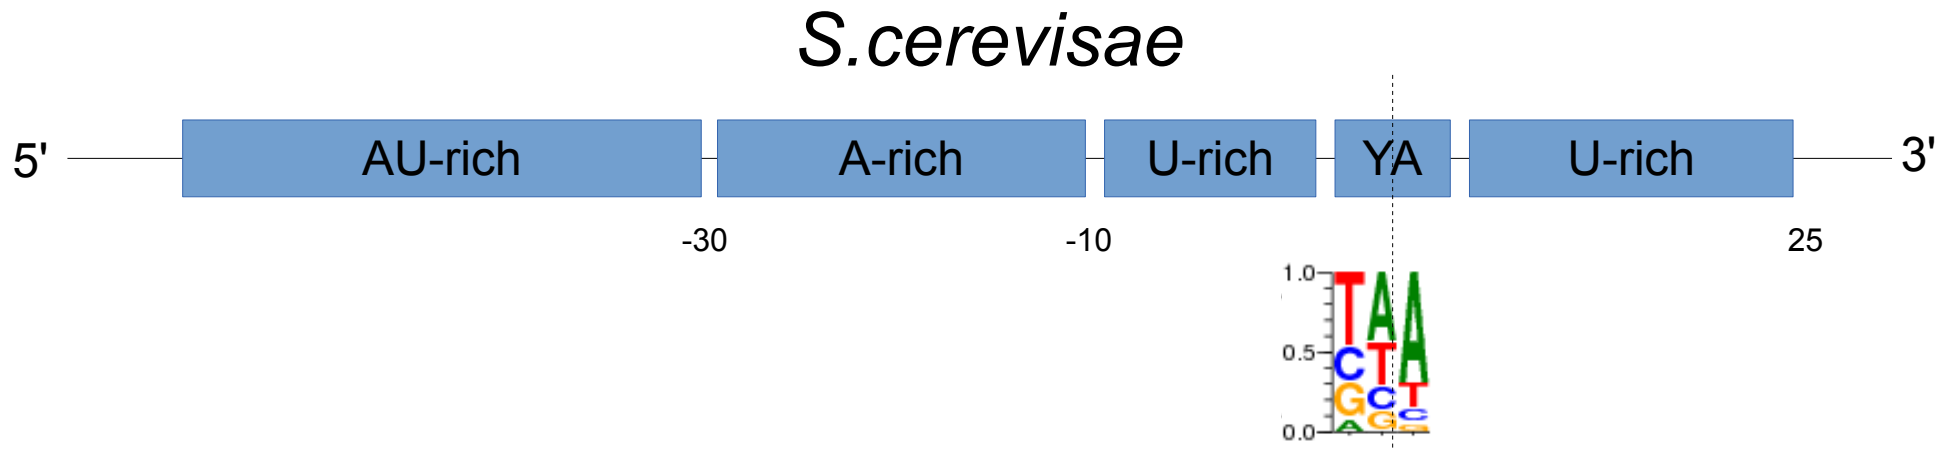 S.cerevisae
5' AU-rich A-rich U-rich YA U-rich 3'
-30 -10 25
1.0
0.5
0.0
T A A
C T T
G C C
A G G